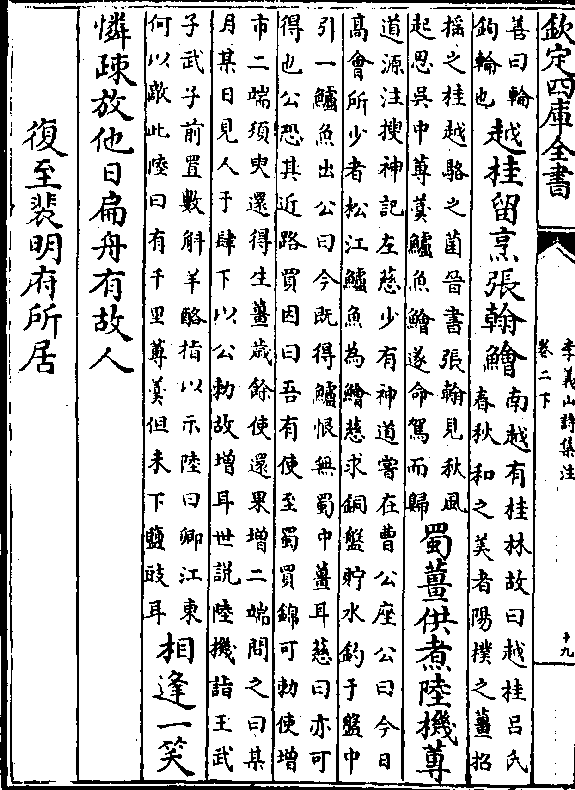 欽定四庫全書
李義山詩集注
卷二下
十九
善曰輪
鉤輪也
越桂留烹張翰鱠
南越有桂林故曰越桂呂氏
春秋和之美者陽樸之薑招
搖之桂越駱之菌晉書張翰見秋風
起思吳中蓴羮鱸魚鱠遂命駕而歸
蜀薑供煮陸機蓴
道源注搜神記左慈少有神道嘗在曹公座公曰今日
高會所少者松江鱸魚為鱠慈求銅盤貯水釣于盤中
引一鱸魚出公曰今既得鱸恨無蜀中薑耳慈曰亦可
得也公恐其近路買因曰吾有使至蜀買錦可勅使增
市二端須臾還得生薑歲餘使還果增二端問之曰某
月某日見人于肆下以公勅故增耳世說陸機詣王武
子武子前置數斛羊酪指以示陸曰卿江東
何以敵此陸曰有千里蓴羮但未下鹽豉耳
相逢一笑
憐疎放他日扁舟有故人
復至裴明府所居